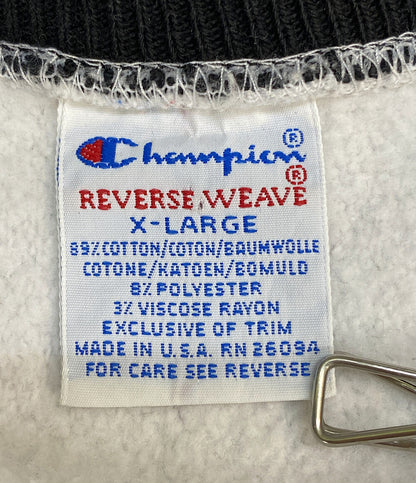 Champion®
REVERSE WEAVE®
X-LARGE
89% COTTON/COTON/BAUMWOLLE
COTONE/KATOEN/BOMULD
8% POLYESTER
3% VISCOSE RAYON
EXCLUSIVE OF TRIM
MADE IN U.S.A. RN 26094
FOR CARE SEE REVERSE